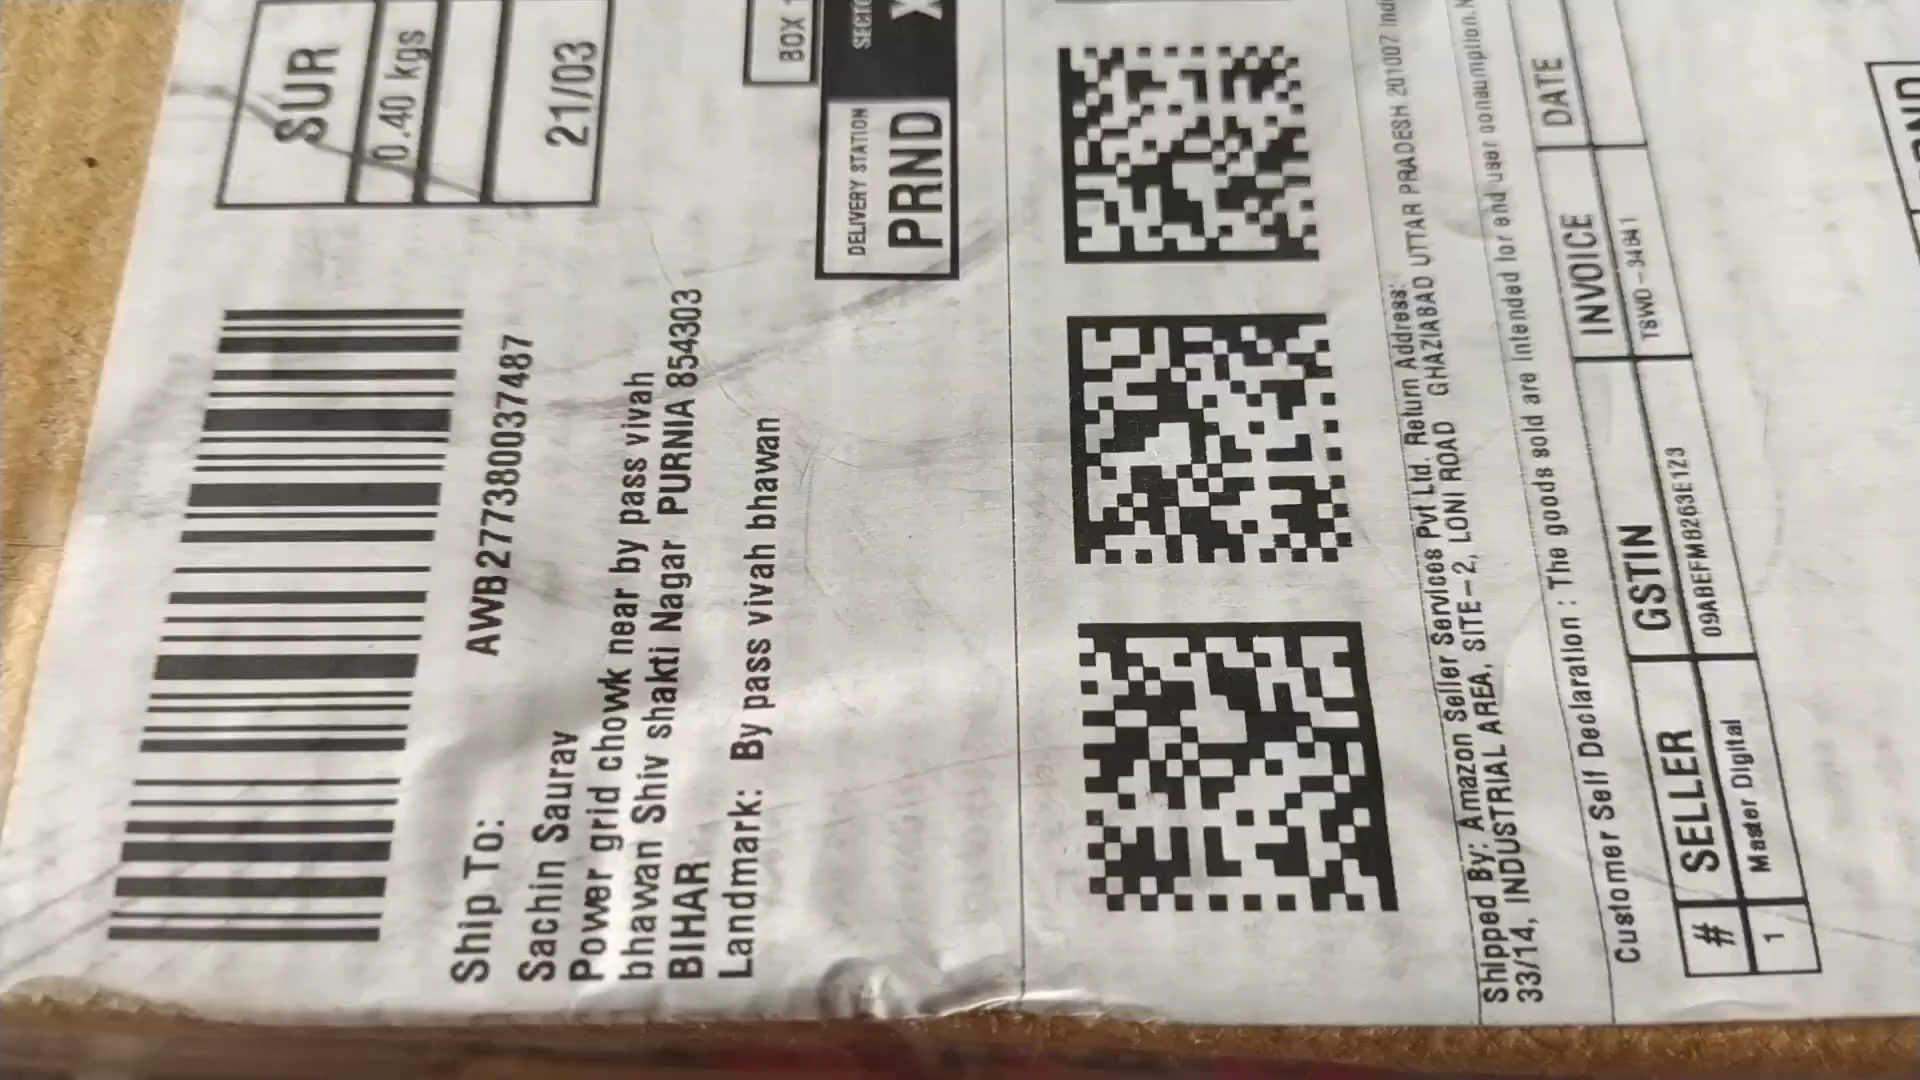 SUR
0.40 kgs
21/03
AWB277380037487
Ship To:
Sachin Saurav
Power grid chowk near by pass vivah
bhawan Shiv shakti Nagar PURNIA 854303
BIHAR
Landmark: By pass vivah bhawan
BOX
DELIVERY STATION
PRND
Shipped By: Amazon Seller Services Pvt Ltd. Return Address:
33/14, INDUSTRIAL AREA, SITE-2, LONI ROAD GHAZIABAD UTTAR PRADESH 201007
Customer Self Declaration : The goods sold are Intended for end user consumption.
# SELLER GSTIN INVOICE DATE
1 Master Digital